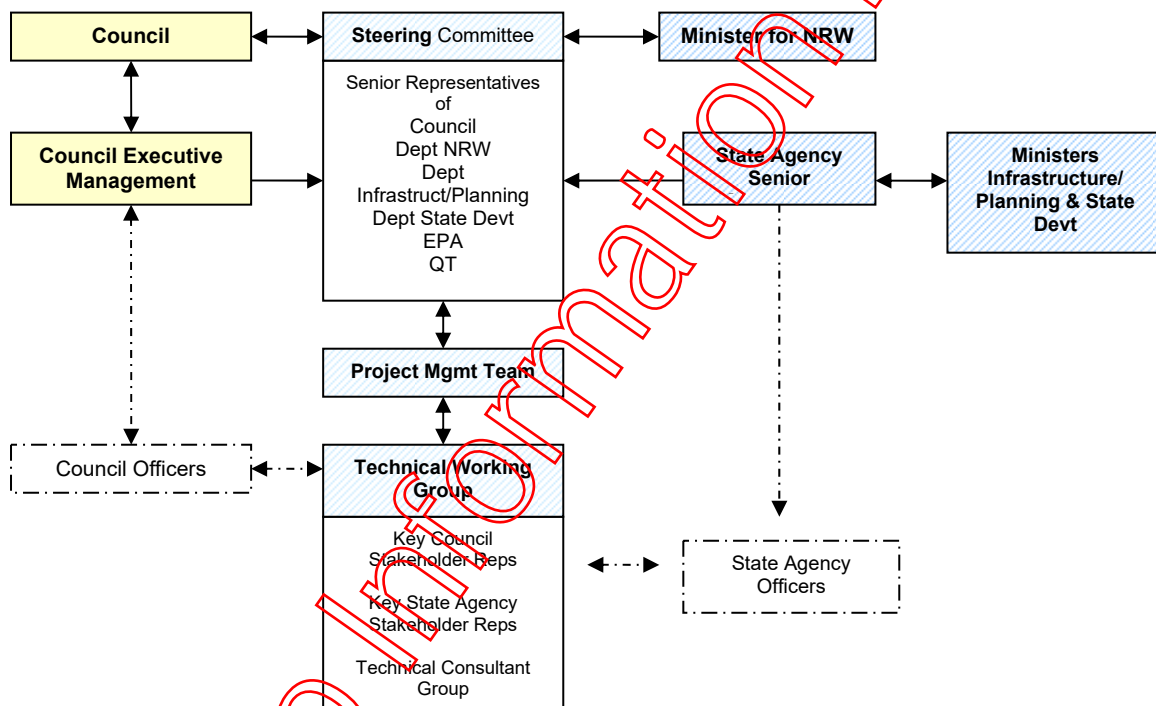 Council
Steering Committee
Minister for NRW
Senior Representatives
of
Council
Dept NRW
Dept
Infrastruct/Planning
Dept State Devt
EPA
QT
Council Executive
Management
State Agency
Senior
Ministers
Infrastructure/
Planning & State
Devt
Project Mgmt Team
Council Officers
Technical Working
Group
Key Council
Stakeholder Reps
Key State Agency
Stakeholder Reps
Technical Consultant
Group
State Agency
Officers
Information